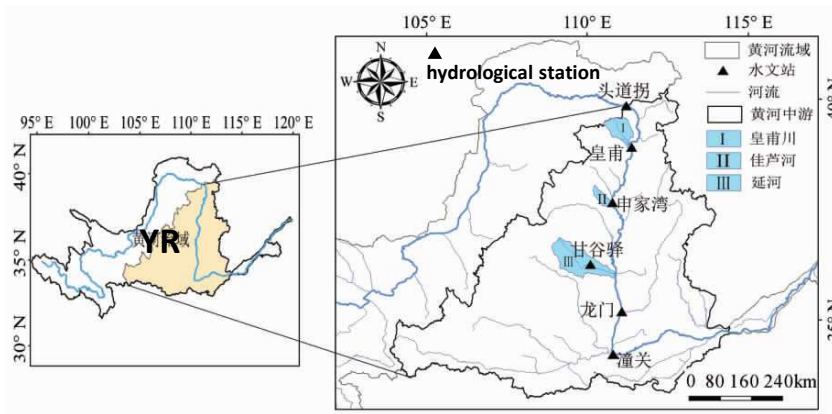 105° E
110° E
115° E
N
W
E
S
hydrological station
黄河流域
水文站
河流
黄河中游
I
皇甫川
II
佳芦河
III
延河
头道拐
I
皇甫
II
申家湾
甘谷驿
III
龙门
潼关
36° N
0 80 160 240km
95° E
100° E
105° E
110° E
115° E
120° E
40° N
35° N
30° N
YR